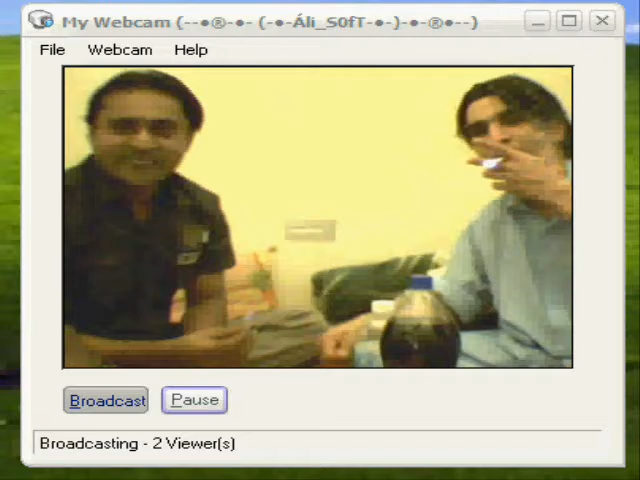 My Webcam (--●®-●- (-●-Áli_S0fT-●-)-●-®●--)
File Webcam Help
Broadcast Pause
Broadcasting - 2 Viewer(s)